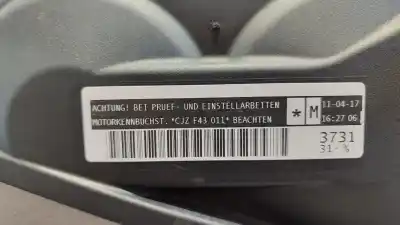 ACHTUNG! BEI PRUEF- UND EINSTELLARBEITEN
MOTORKENNBUCHST. *CJZ F43 011* BEACHTEN
* M
11-04-17
16:27 06
3731
31-%